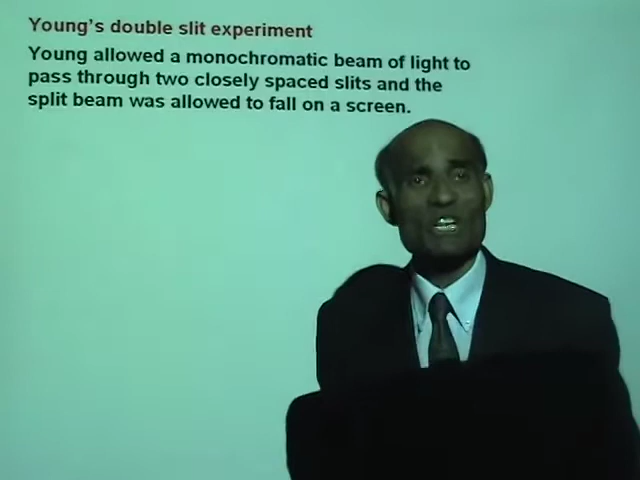 Young's double slit experiment
Young allowed a monochromatic beam of light to
pass through two closely spaced slits and the
split beam was allowed to fall on a screen.